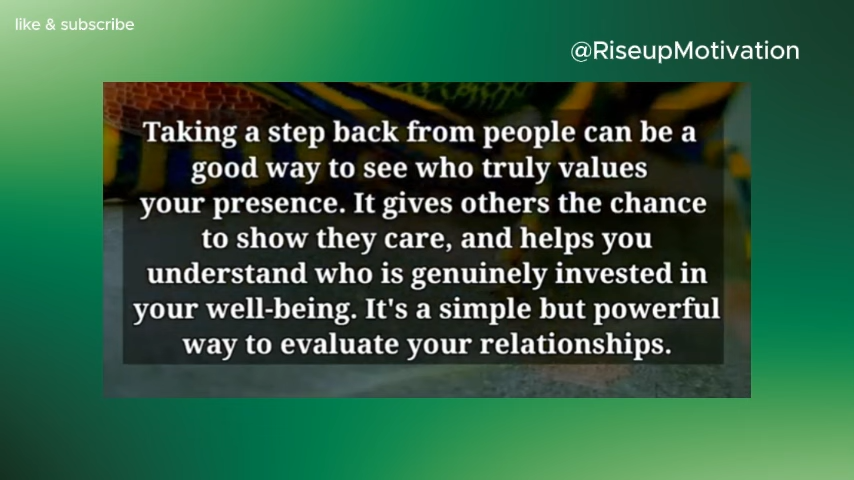 like & subscribe
@RiseupMotivation
Taking a step back from people can be a
good way to see who truly values
your presence. It gives others the chance
to show they care, and helps you
understand who is genuinely invested in
your well-being. It's a simple but powerful
way to evaluate your relationships.